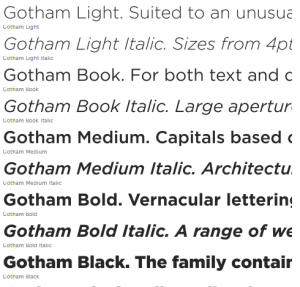 Gotham Light. Suited to an unusua
Gotham Light
Gotham Light Italic. Sizes from 4pt
Gotham Light Italic
Gotham Book. For both text and d
Gotham Book
Gotham Book Italic. Large apertur
Gotham Book Italic
Gotham Medium. Capitals based o
Gotham Medium
Gotham Medium Italic. Architectu
Gotham Medium Italic
Gotham Bold. Vernacular lettering
Gotham Bold
Gotham Bold Italic. A range of we
Gotham Bold Italic
Gotham Black. The family contain
Gotham Black